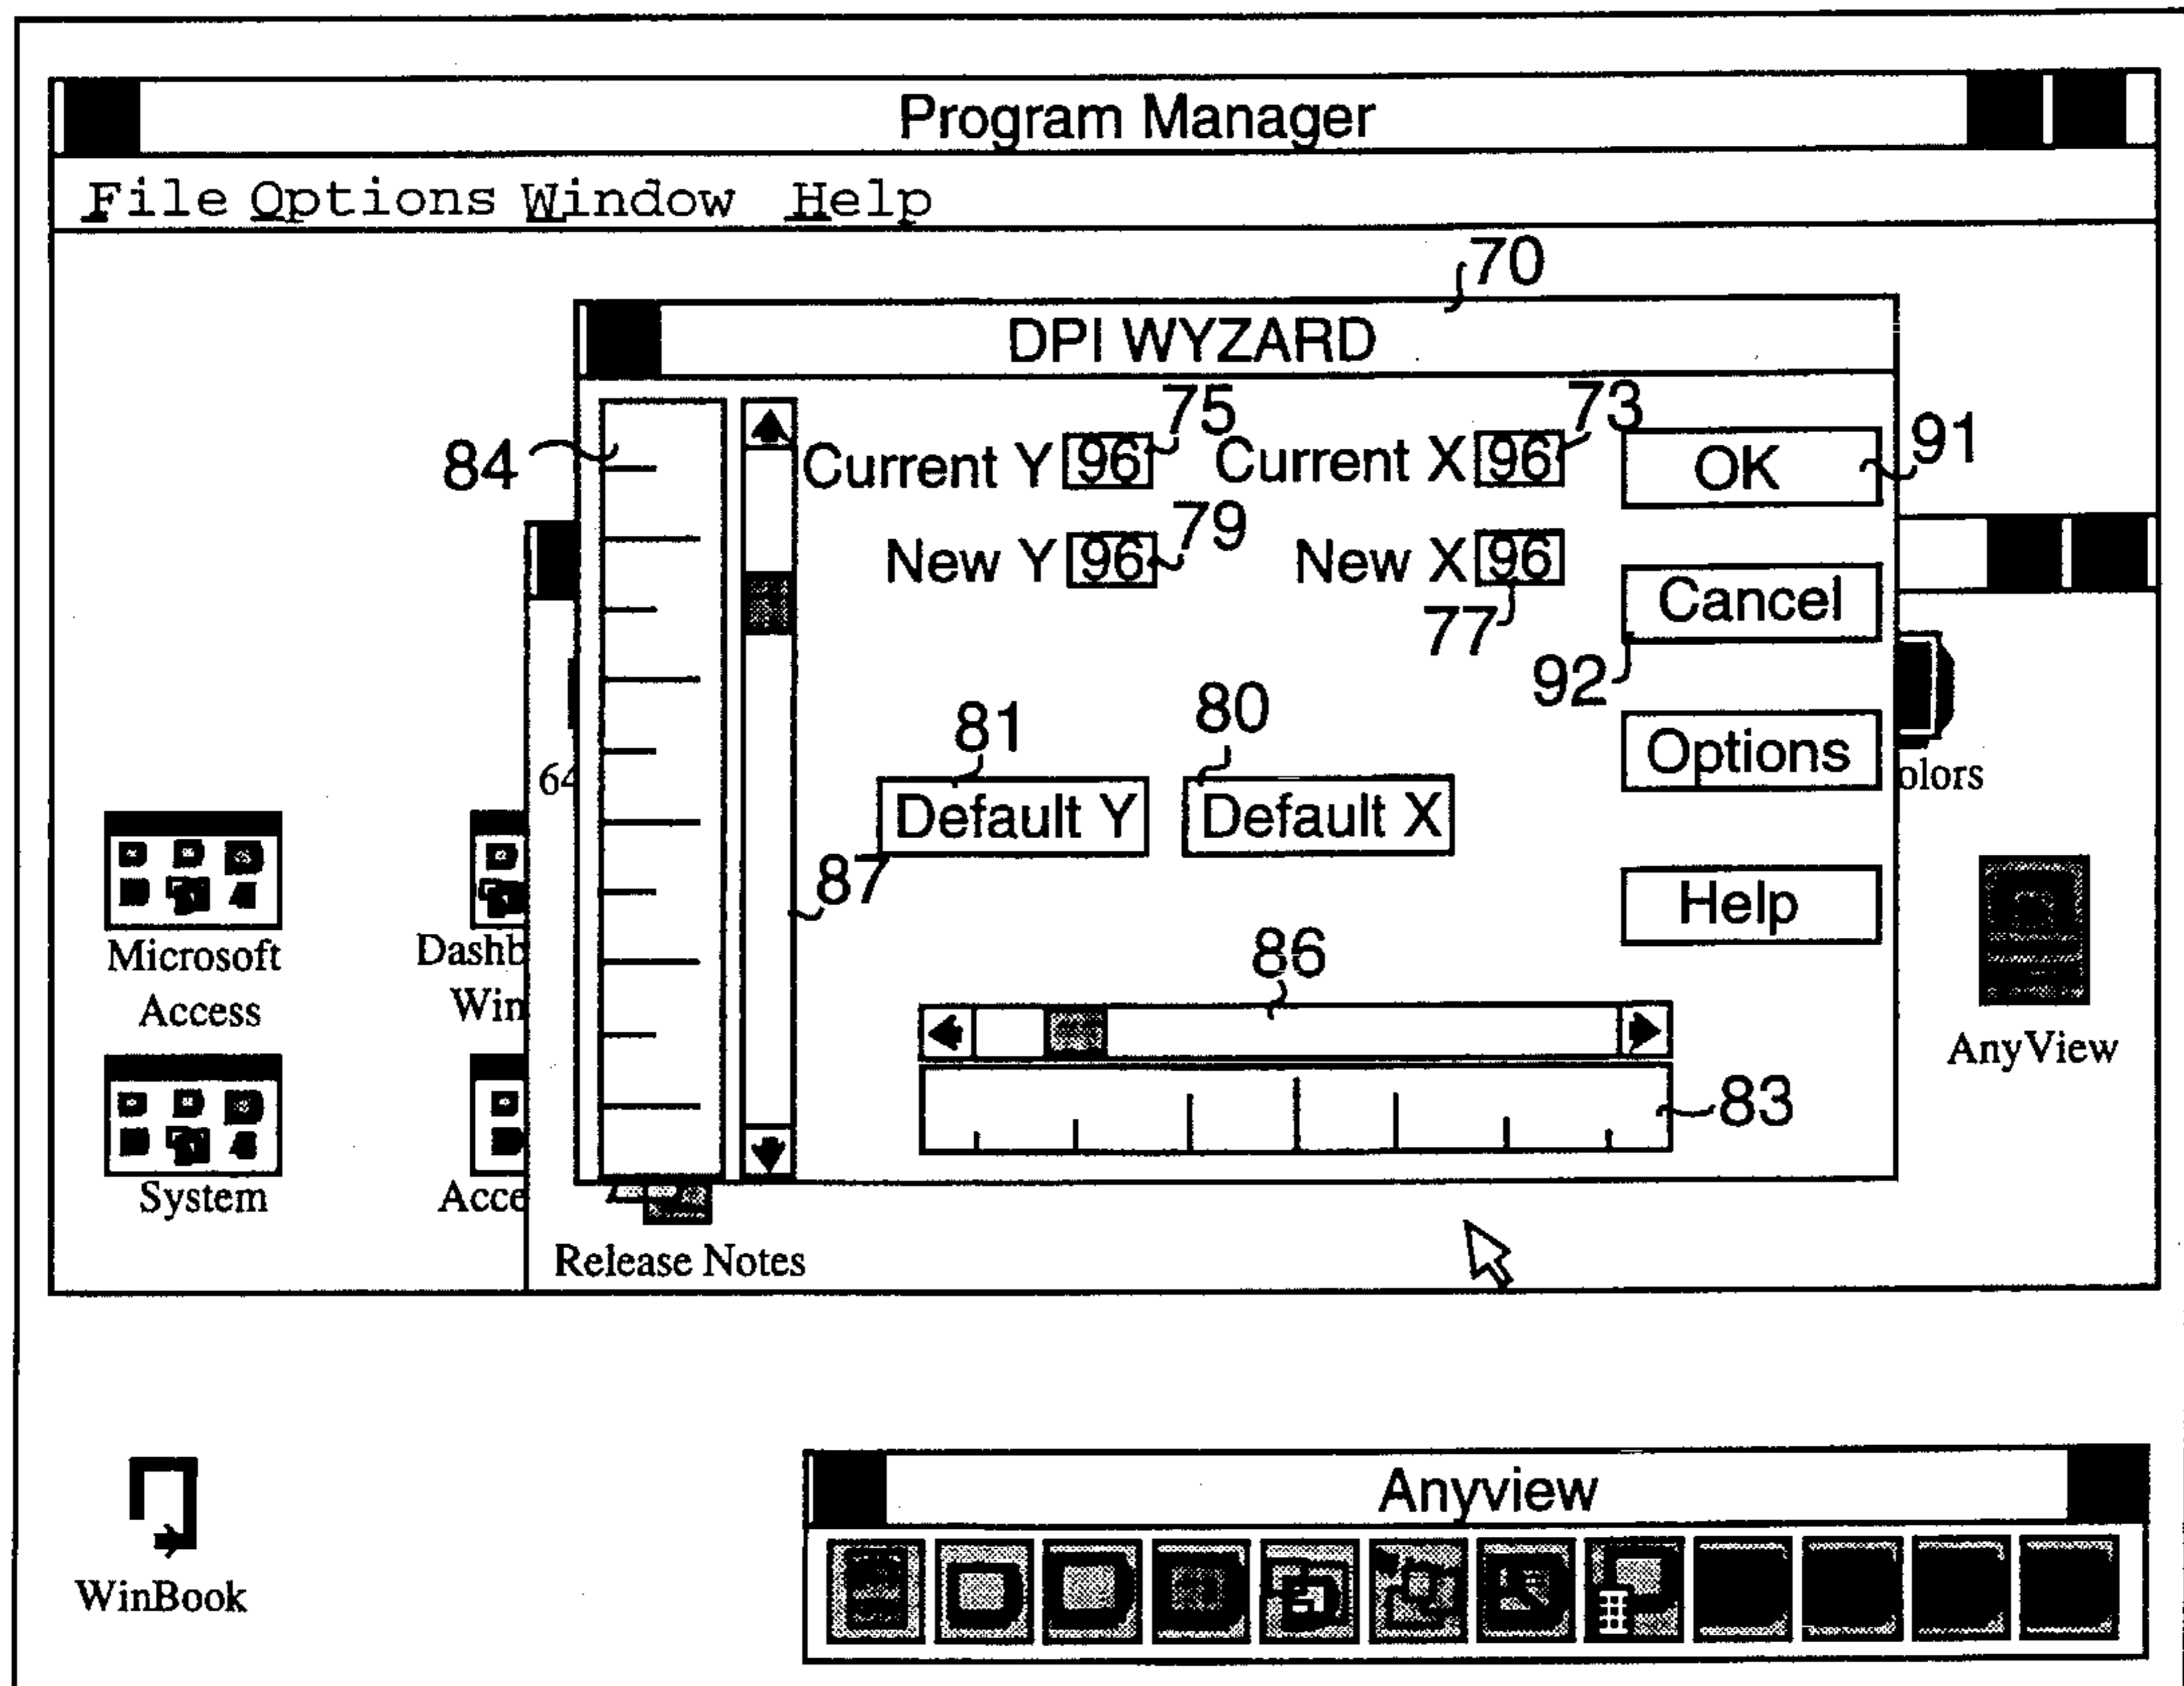 Program Manager
File Options Window Help
70
DPI WYZARD
75
73
84
Current Y 96
Current X 96
OK
91
79
New Y 96
New X 96
77
Cancel
92
81
80
Options
64
olors
Default Y
Default X
87
Help
Microsoft
Access
Dashb
Win
86
AnyView
83
System
Acce
Release Notes
Anyview
WinBook